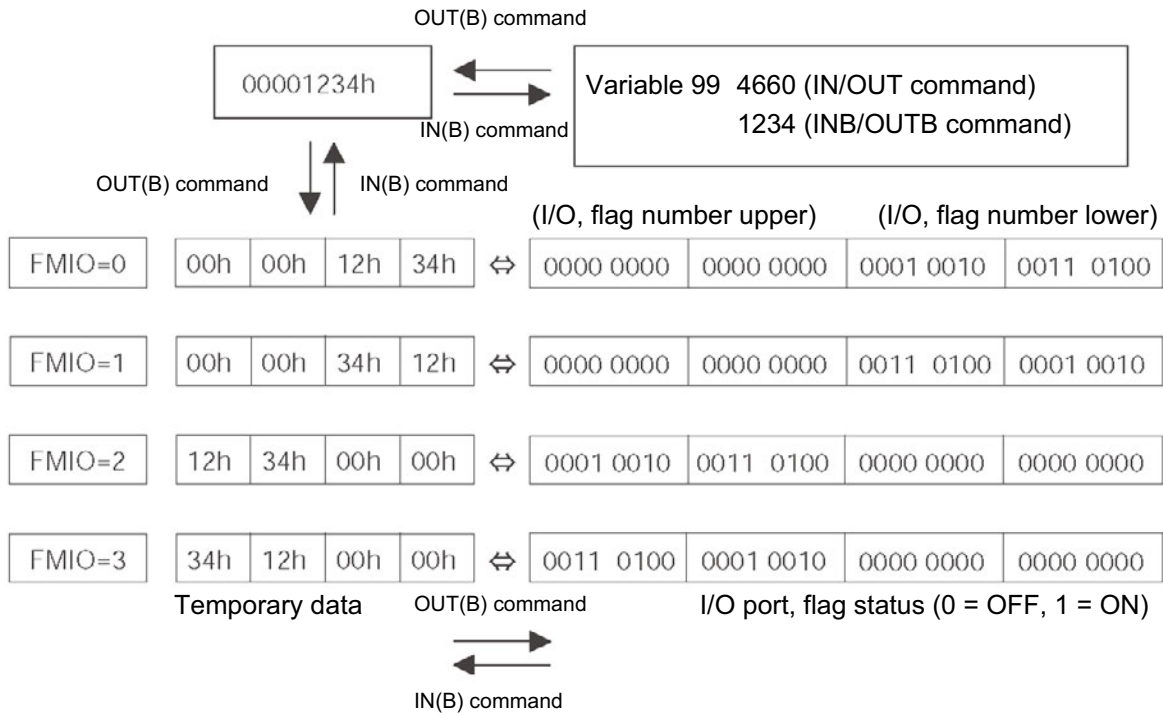 OUT(B) command
00001234h
Variable 99 4660 (IN/OUT command)
1234 (INB/OUTB command)
IN(B) command
OUT(B) command
IN(B) command
(I/O, flag number upper) (I/O, flag number lower)
FMIO=0 00h 00h 12h 34h ⇔ 0000 0000 0000 0000 0001 0010 0011 0100
FMIO=1 00h 00h 34h 12h ⇔ 0000 0000 0000 0000 0011 0100 0001 0010
FMIO=2 12h 34h 00h 00h ⇔ 0001 0010 0011 0100 0000 0000 0000 0000
FMIO=3 34h 12h 00h 00h ⇔ 0011 0100 0001 0010 0000 0000 0000 0000
Temporary data OUT(B) command I/O port, flag status (0 = OFF, 1 = ON)
IN(B) command